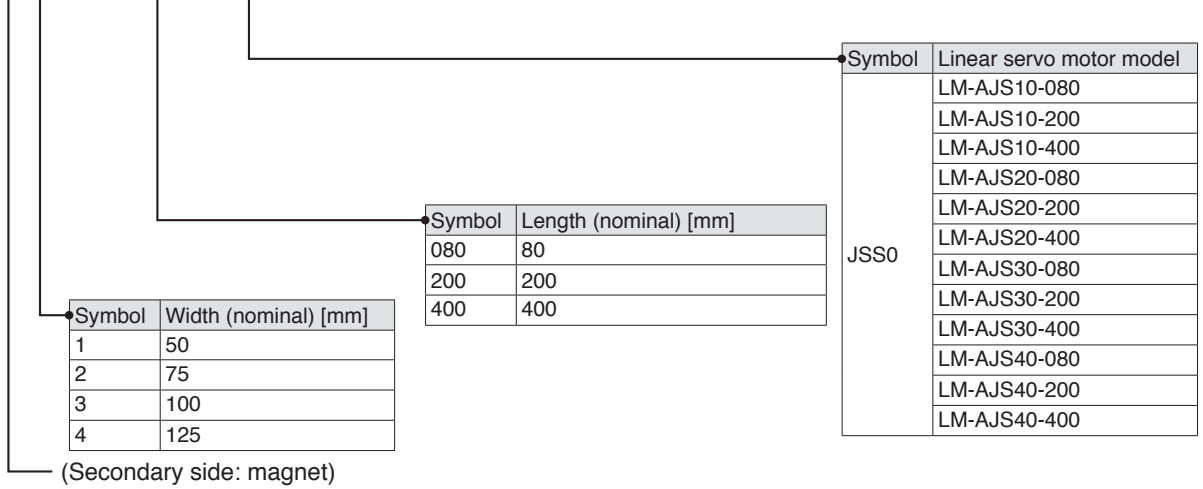 Symbol Linear servo motor model
JSS0
LM-AJS10-080
LM-AJS10-200
LM-AJS10-400
LM-AJS20-080
LM-AJS20-200
LM-AJS20-400
LM-AJS30-080
LM-AJS30-200
LM-AJS30-400
LM-AJS40-080
LM-AJS40-200
LM-AJS40-400
Symbol Length (nominal) [mm]
080 80
200 200
400 400
Symbol Width (nominal) [mm]
1 50
2 75
3 100
4 125
(Secondary side: magnet)